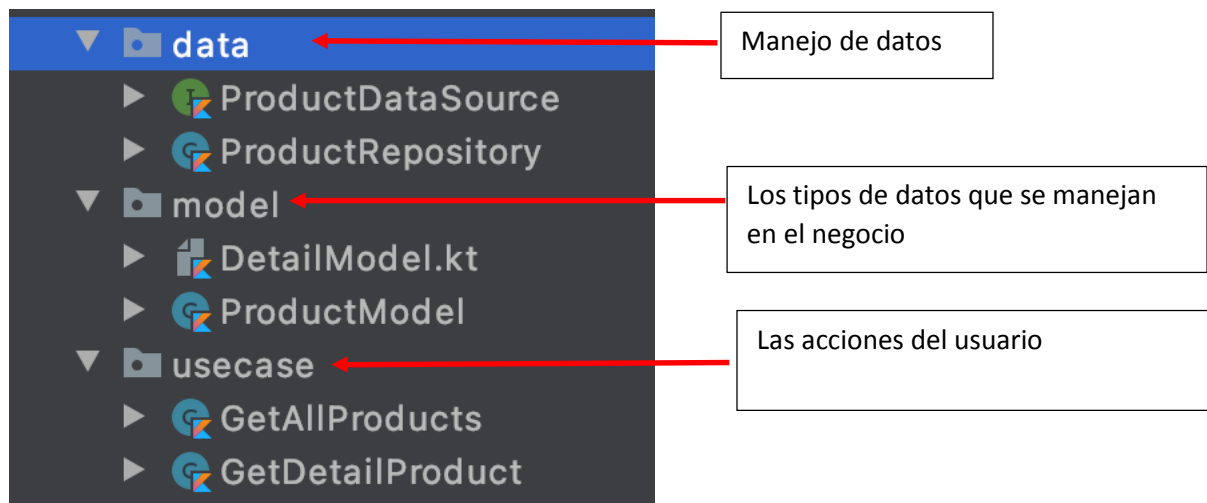 data
Manejo de datos
ProductDataSource
ProductRepository
model
Los tipos de datos que se manejan
en el negocio
DetailModel.kt
ProductModel
Las acciones del usuario
usecase
GetAllProducts
GetDetailProduct